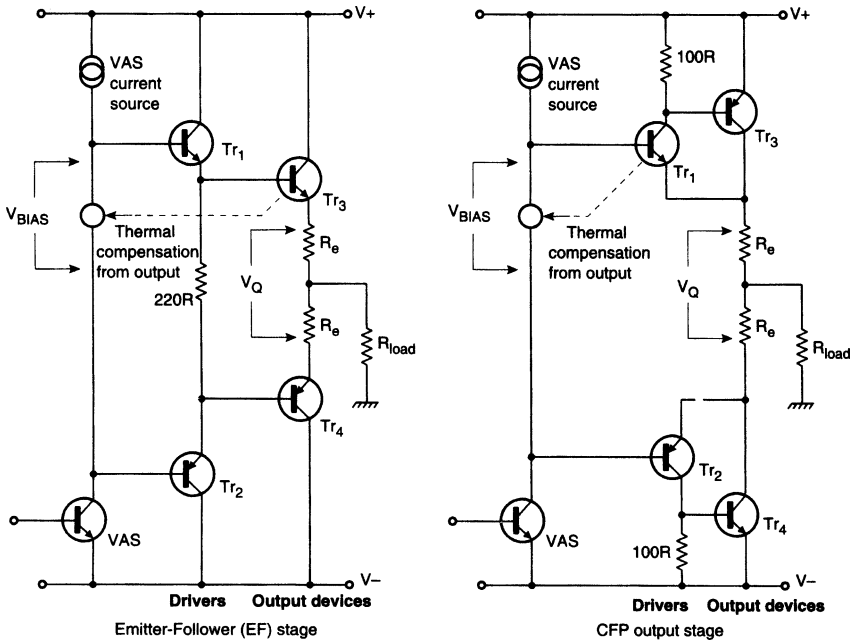 V+
VAS
current
source
Tr1
Tr3
VBIAS
Thermal
compensation
from output
Re
VQ
220R
Re
Rload
Tr4
Tr2
VAS
V–
Drivers
Output devices
Emitter-Follower (EF) stage
V+
VAS
current
source
100R
Tr3
Tr1
VBIAS
Thermal
compensation
from output
Re
VQ
Re
Rload
Tr2
Tr4
VAS
100R
V–
Drivers
Output devices
CFP output stage